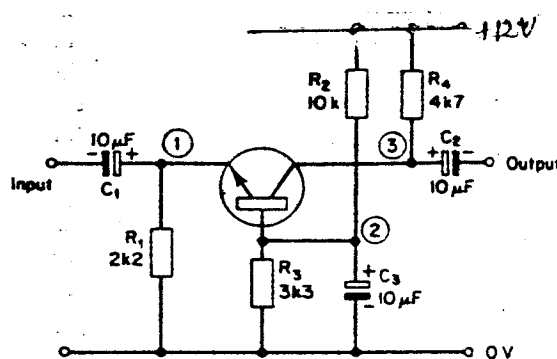 +12V
R2
10k
R4
4k7
10µF
- +
C1
1
3
C2
+ -
10µF
Input
Output
2
R1
2k2
R3
3k3
+
C3
10µF
-
0V